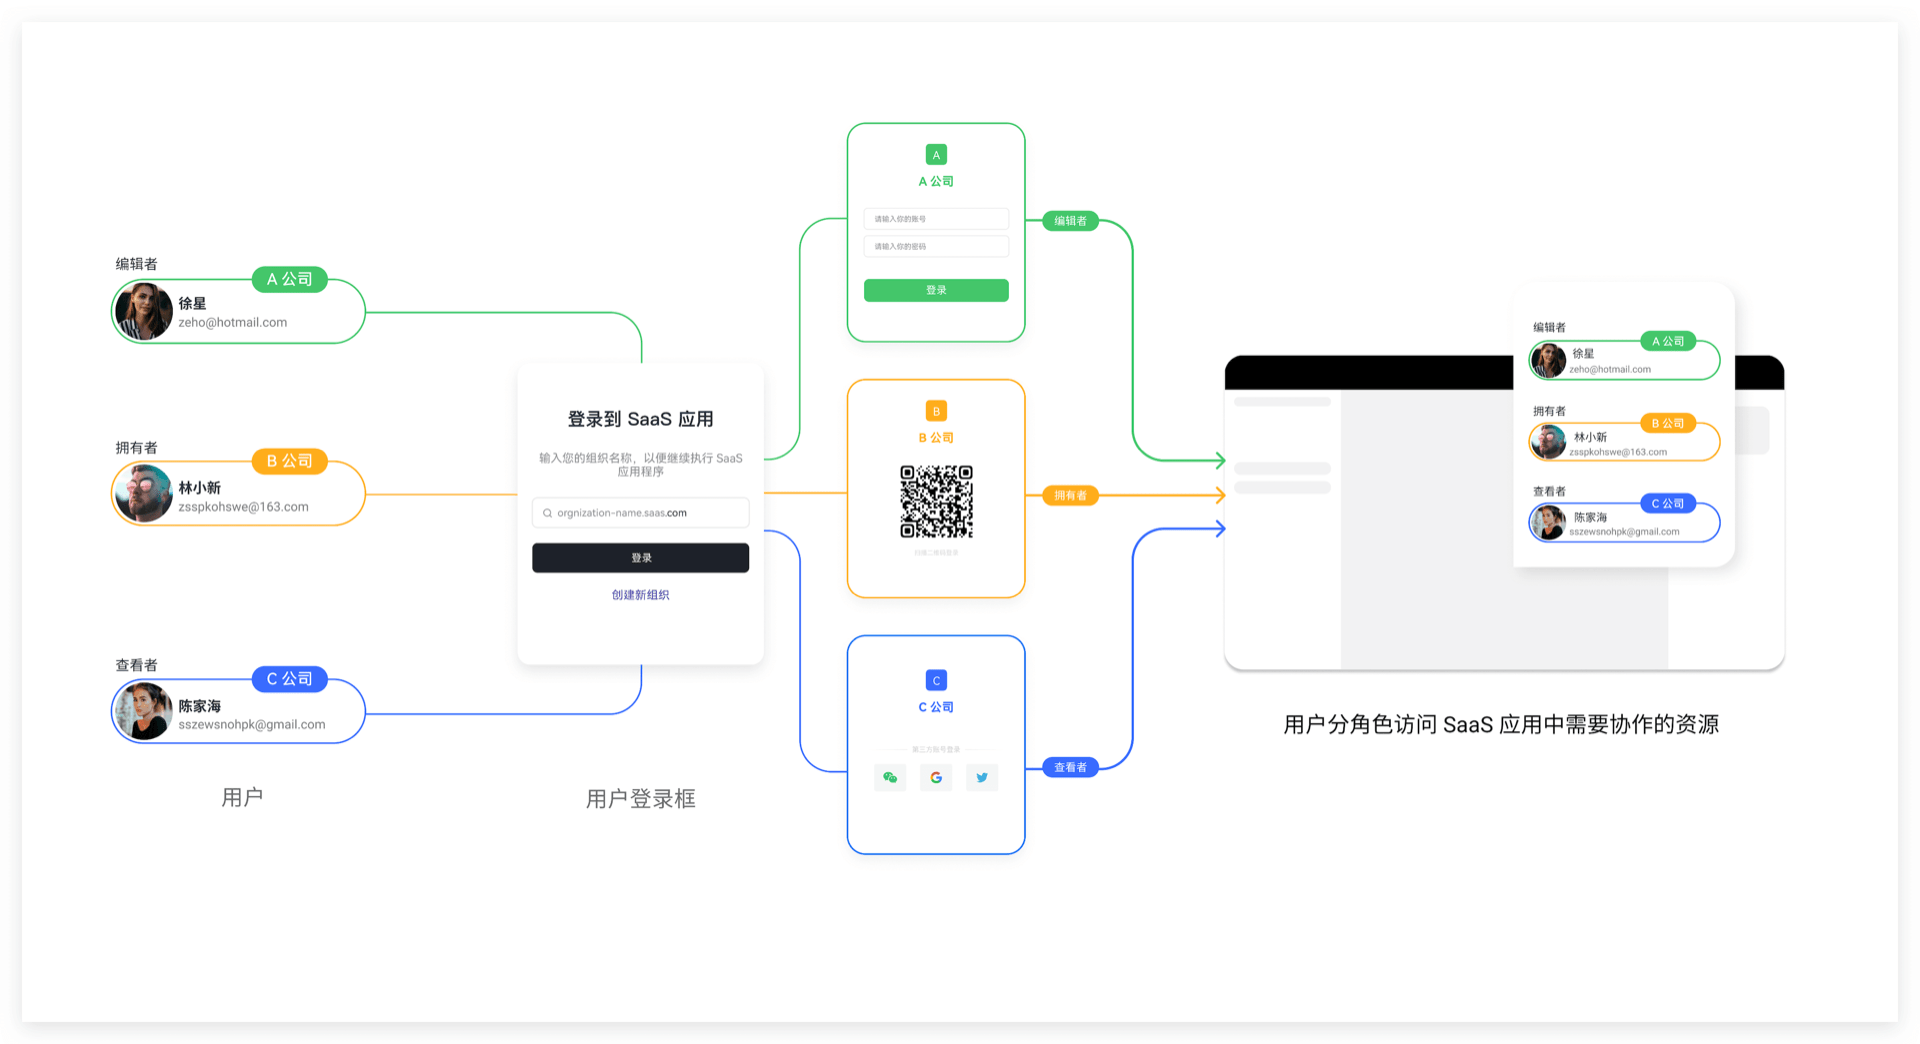 编辑者
A 公司
徐星
zeho@hotmail.com
拥有者
B 公司
林小新
zsspkohswe@163.com
查看者
C 公司
陈家海
sszewsnohpk@gmail.com
用户
登录到 SaaS 应用
输入您的组织名称，以便继续执行 SaaS
应用程序
orgnization-name.saas.com
登录
创建新组织
用户登录框
A
A 公司
请输入你的账号
请输入你的密码
登录
B
B 公司
扫描二维码登录
C
C 公司
第三方账号登录
编辑者
拥有者
查看者
编辑者
A 公司
徐星
zeho@hotmail.com
拥有者
B 公司
林小新
zsspkohswe@163.com
查看者
C 公司
陈家海
sszewsnohpk@gmail.com
用户分角色访问 SaaS 应用中需要协作的资源